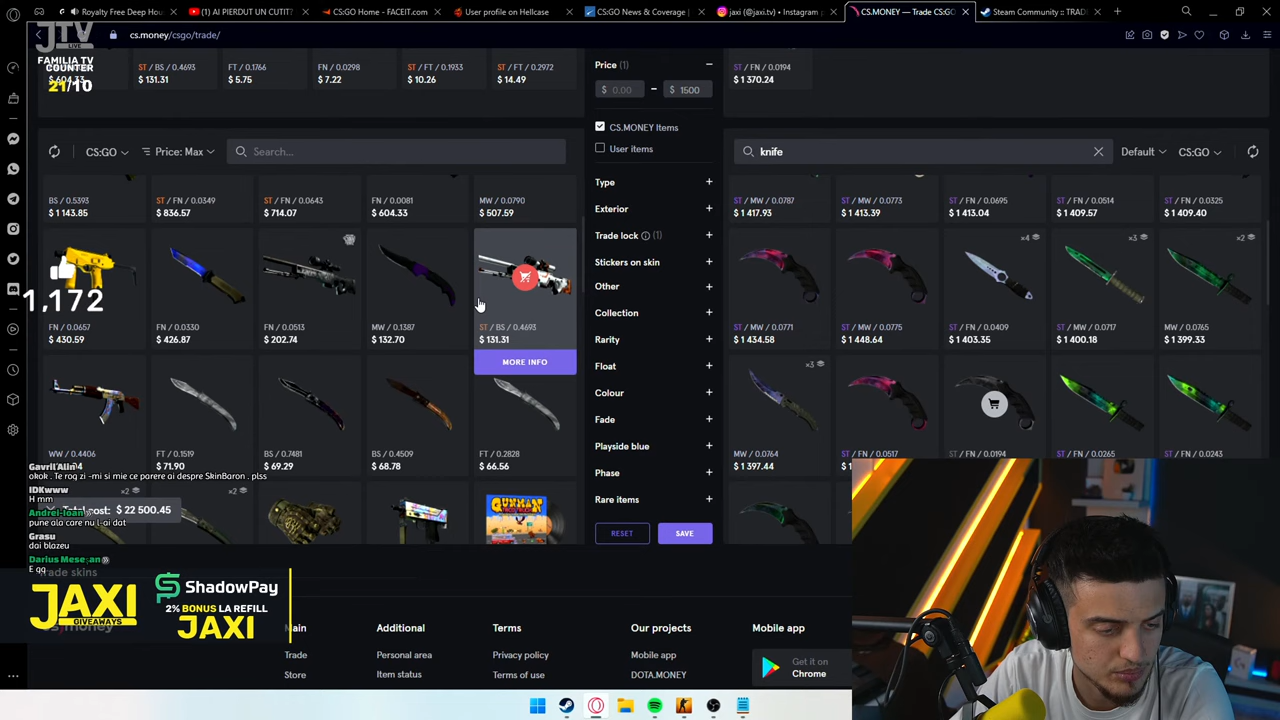 Royalty Free Deep Hou
(1) AI PIERDUT UN CUTIT?
CS:GO Home - FACEIT.com
User profile on Hellcase
CS:GO News & Coverage |
jaxi (@jaxi.tv) • Instagram p
CS.MONEY — Trade CS:GO
Steam Community :: TRAD
cs.money/csgo/trade/
JTV
LIVE
FAMILIA TV
COUNTER
21/10
$ 604.33
ST / BS / 0.4693
$ 131.31
FT / 0.1766
$ 5.75
FN / 0.0298
$ 7.22
ST / FT / 0.1933
$ 10.26
ST / FT / 0.2972
$ 14.49
Price (1)
$ 0.00
$ 1500
ST / FN / 0.0194
$ 1 370.24
CS.MONEY Items
User items
CS:GO
Price: Max
Search...
knife
Default
CS:GO
BS / 0.5393
$ 1 143.85
ST / FN / 0.0349
$ 836.57
ST / FN / 0.0643
$ 714.07
FN / 0.0081
$ 604.33
MW / 0.0790
$ 507.59
FN / 0.0657
$ 430.59
FN / 0.0330
$ 426.87
FN / 0.0513
$ 202.74
MW / 0.1387
$ 132.70
ST / BS / 0.4693
$ 131.31
MORE INFO
1,172
WW / 0.4406
FT / 0.1519
$ 71.90
BS / 0.7481
$ 69.29
BS / 0.4509
$ 68.78
FT / 0.2828
$ 66.56
Type
Exterior
Trade lock (1)
Stickers on skin
Other
Collection
Rarity
Float
Colour
Fade
Playside blue
Phase
Rare items
RESET
SAVE
ST / MW / 0.0787
$ 1 417.93
ST / MW / 0.0773
$ 1 413.39
ST / FN / 0.0695
$ 1 413.04
ST / FN / 0.0514
$ 1 409.57
ST / FN / 0.0325
$ 1 409.40
×4
×3
×2
ST / MW / 0.0771
$ 1 434.58
ST / MW / 0.0775
$ 1 448.64
ST / FN / 0.0409
$ 1 403.35
ST / MW / 0.0717
$ 1 400.18
MW / 0.0765
$ 1 399.33
×3
MW / 0.0764
$ 1 397.44
ST / FN / 0.0517
ST / FN / 0.0194
ST / FN / 0.0265
ST / FN / 0.0243
Gavril Alin
okok . Te rog zi -mi si mie ce parere ai despre SkinBaron . plss
IDKwww
H mm
Andrei-Ioan
pune ala care nu l-ai dat
Grasu
dai blazeu
E qq
×2
×2
$ 22 500.45
GUNMAN
Trade skins
JAXI
GIVEAWAYS
ShadowPay
2% BONUS LA REFILL
JAXI
Main
Trade
Store
Additional
Personal area
Item status
Terms
Privacy policy
Terms of use
Our projects
Mobile app
DOTA.MONEY
Mobile app
Get it on
Chrome